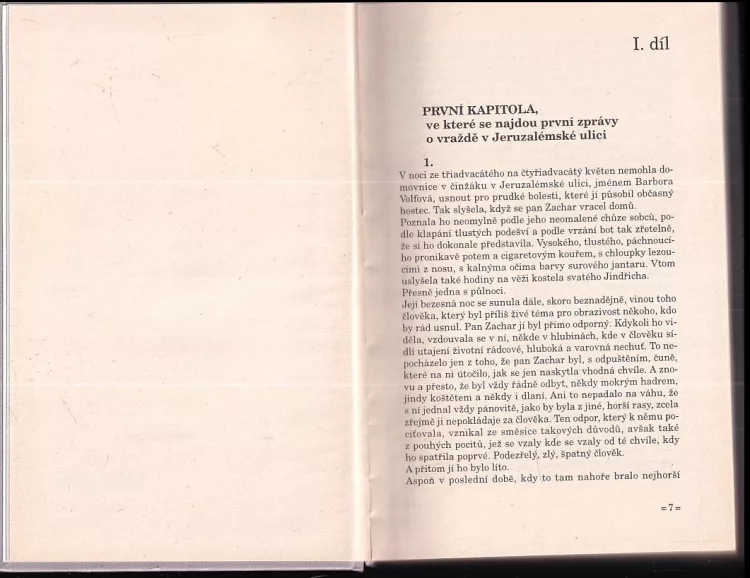 I. díl
PRVNÍ KAPITOLA,
ve které se najdou první zprávy
o vraždě v Jeruzalémské ulici
1.
V noci ze třiadvacátého na čtyřiadvacátý květen nemohla do-
movnice v činžáku v Jeruzalémské ulici, jménem Barbora
Volfová, usnout pro prudké bolesti, které jí působil občasný
hostec. Tak slyšela, když se pan Zachar vracel domů.
Poznala ho neomylně podle jeho neomalené chůze sobců, po-
dle klapání tlustých podešví a podle vrzání bot tak zřetelně,
že si ho dokonale představila. Vysokého, tlustého, páchnoucí-
ho pronikavě potem a cigaretovým kouřem, s chloupky lezou-
cími z nosu, s kalnýma očima barvy surového jantaru. Vtom
uslyšela také hodiny na věži kostela svatého Jindřicha.
Přesně jedna s půlnoci.
Její bezesná noc se sunula dále, skoro beznadějně, vinou toho
člověka, který byl příliš živé téma pro obrazivost někoho, kdo
by rád usnul. Pan Zachar jí byl přímo odporný. Kdykoli ho vi-
děla, vzdouvala se v ní, někde v hlubinách, kde v člověku sí-
dlí utajení životní rádcové, hluboká a varovná nechuť. To ne-
pocházelo jen z toho, že pan Zachar byl, s odpuštěním, čuně,
které na ni útočilo, jak se jen naskytla vhodná chvíle. A zno-
vu a přesto, že byl vždy řádně odbyt, někdy mokrým hadrem,
jindy koštětem a někdy i dlaní. Ani to nepadalo na váhu, že
s ní jednal vždy pánovitě, jako by byla z jiné, horší rasy, zcela
zřejmě ji nepokládaje za člověka. Ten odpor, který k němu po-
ciťovala, vznikal ze směsice takových důvodů, avšak také
z pouhých pocitů, jež se vzaly kde se vzaly od té chvíle, kdy
ho spatřila poprvé. Podezřelý, zlý, špatný člověk.
A přitom jí ho bylo líto.
Aspoň v poslední době, kdy to tam nahoře bralo nejhorší
=7=